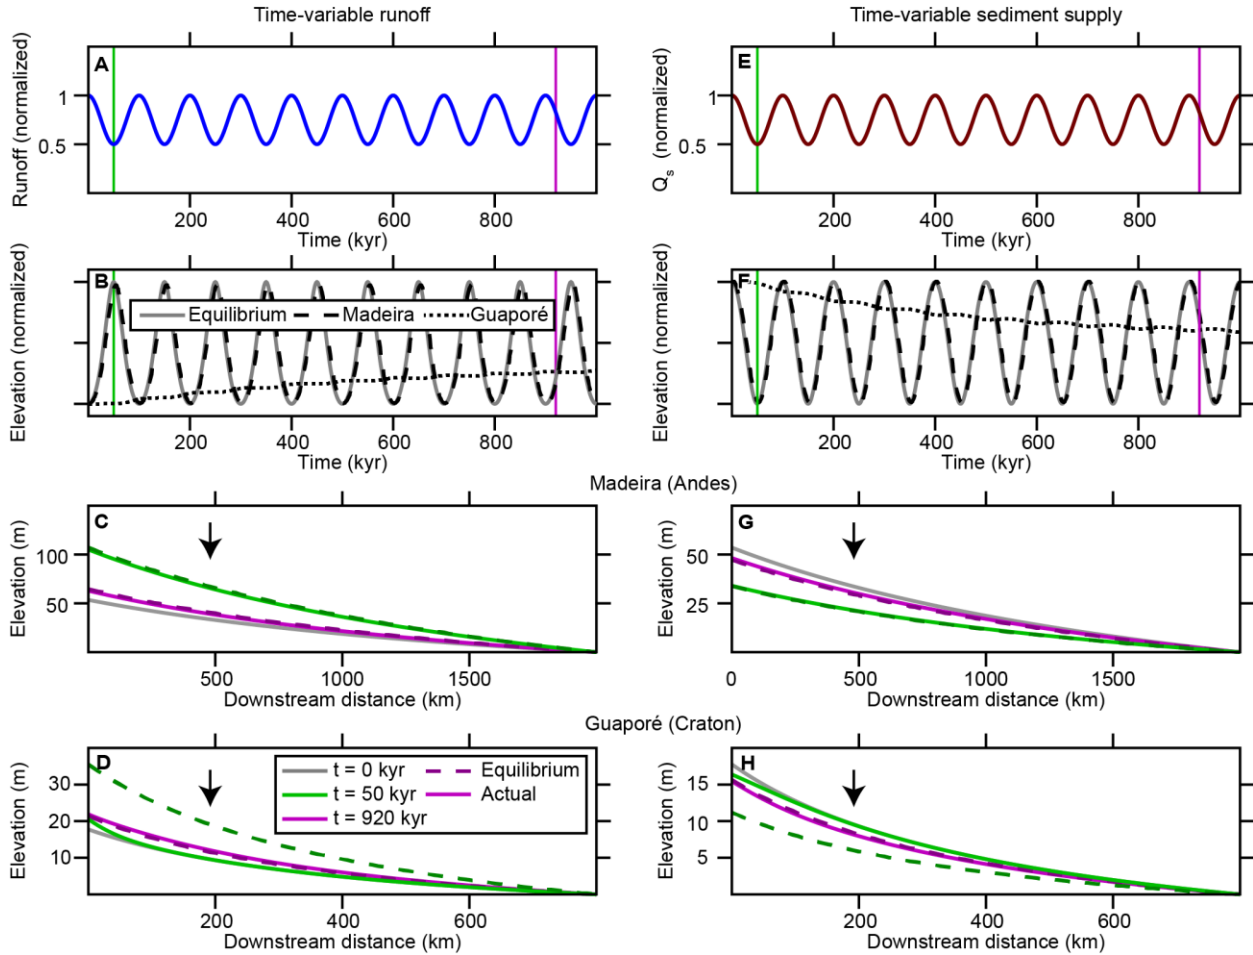 Time-variable runoff
Time-variable sediment supply
A
Runoff (normalized)
1
0.5
200 400 600 800
Time (kyr)
E
Qs (normalized)
1
0.5
200 400 600 800
Time (kyr)
B
Elevation (normalized)
Equilibrium Madeira Guaporé
200 400 600 800
Time (kyr)
F
Elevation (normalized)
200 400 600 800
Time (kyr)
Madeira (Andes)
C
Elevation (m)
100
50
500 1000 1500
Downstream distance (km)
G
Elevation (m)
50
25
0 500 1000 1500
Downstream distance (km)
Guaporé (Craton)
D
Elevation (m)
30
20
10
t = 0 kyr
t = 50 kyr
t = 920 kyr
Equilibrium
Actual
200 400 600
Downstream distance (km)
H
Elevation (m)
15
10
5
200 400 600
Downstream distance (km)